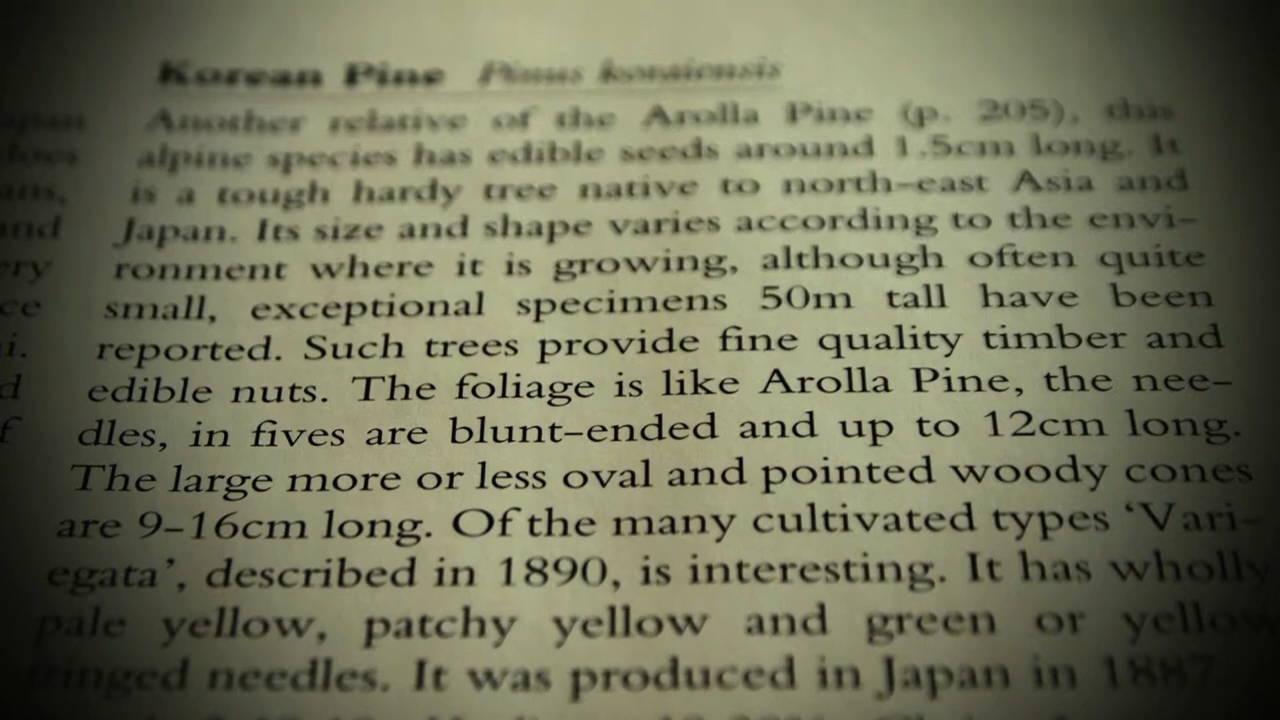 Korean Pine Pinus koraiensis
Another relative of the Arolla Pine (p. 205), this
alpine species has edible seeds around 1.5cm long. It
is a tough hardy tree native to north-east Asia and
Japan. Its size and shape varies according to the envi-
ronment where it is growing, although often quite
small, exceptional specimens 50m tall have been
reported. Such trees provide fine quality timber and
edible nuts. The foliage is like Arolla Pine, the nee-
dles, in fives are blunt-ended and up to 12cm long.
The large more or less oval and pointed woody cones
are 9-16cm long. Of the many cultivated types ‘Vari-
egata’, described in 1890, is interesting. It has wholly
pale yellow, patchy yellow and green or yellow
fringed needles. It was produced in Japan in 1887